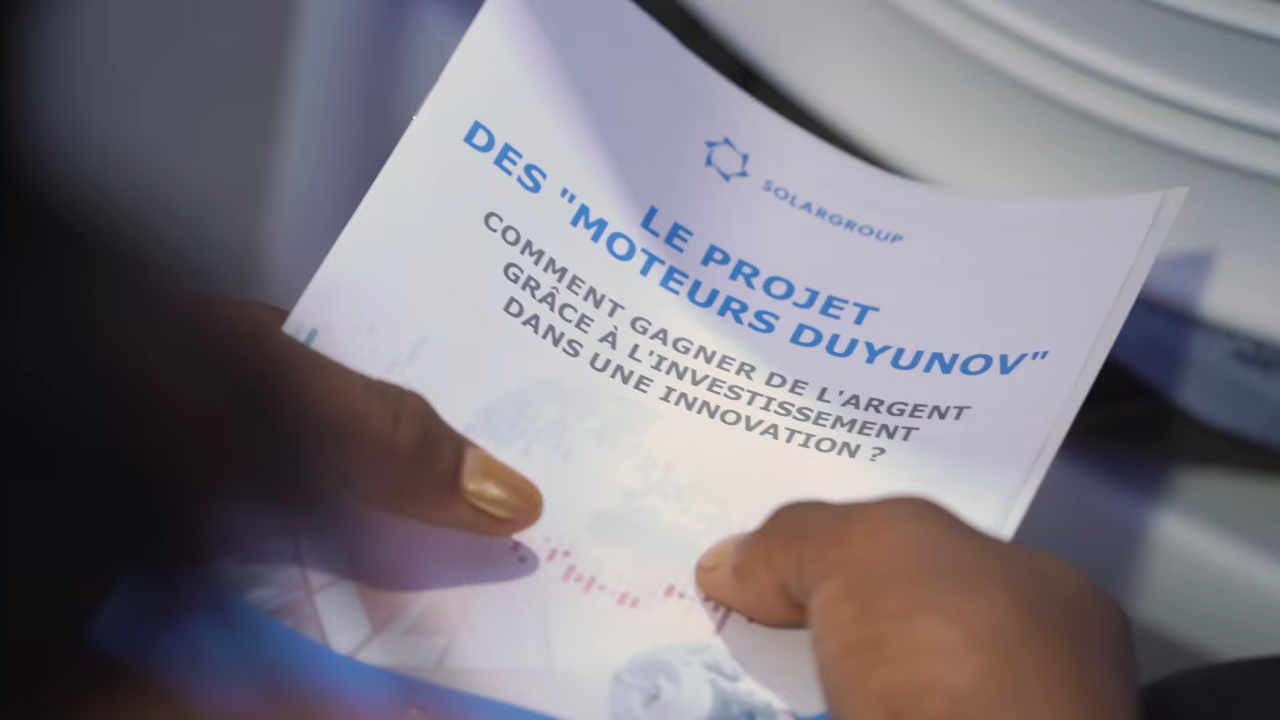 SOLARGROUP
LE PROJET
DES "MOTEURS DUYUNOV"
COMMENT GAGNER DE L'ARGENT
GRÂCE À L'INVESTISSEMENT
DANS UNE INNOVATION ?